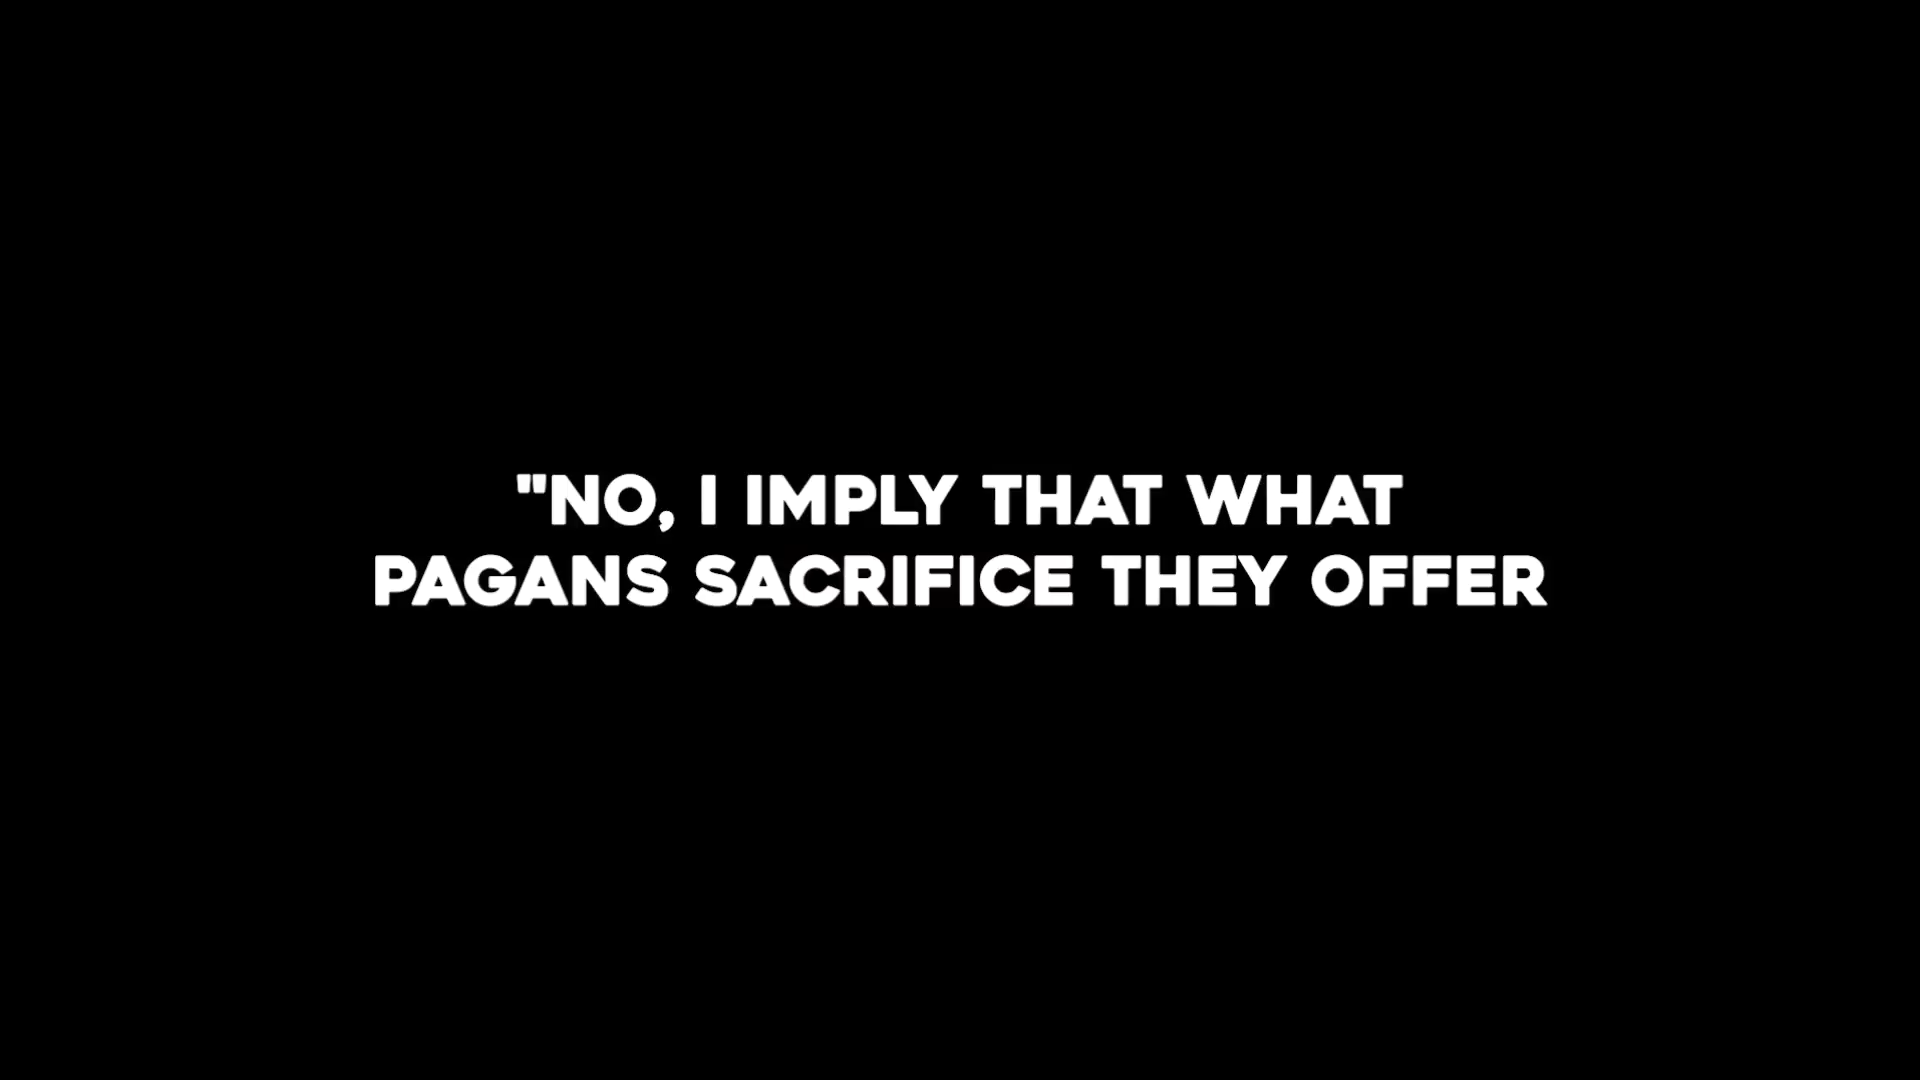 "NO, I IMPLY THAT WHAT
PAGANS SACRIFICE THEY OFFER